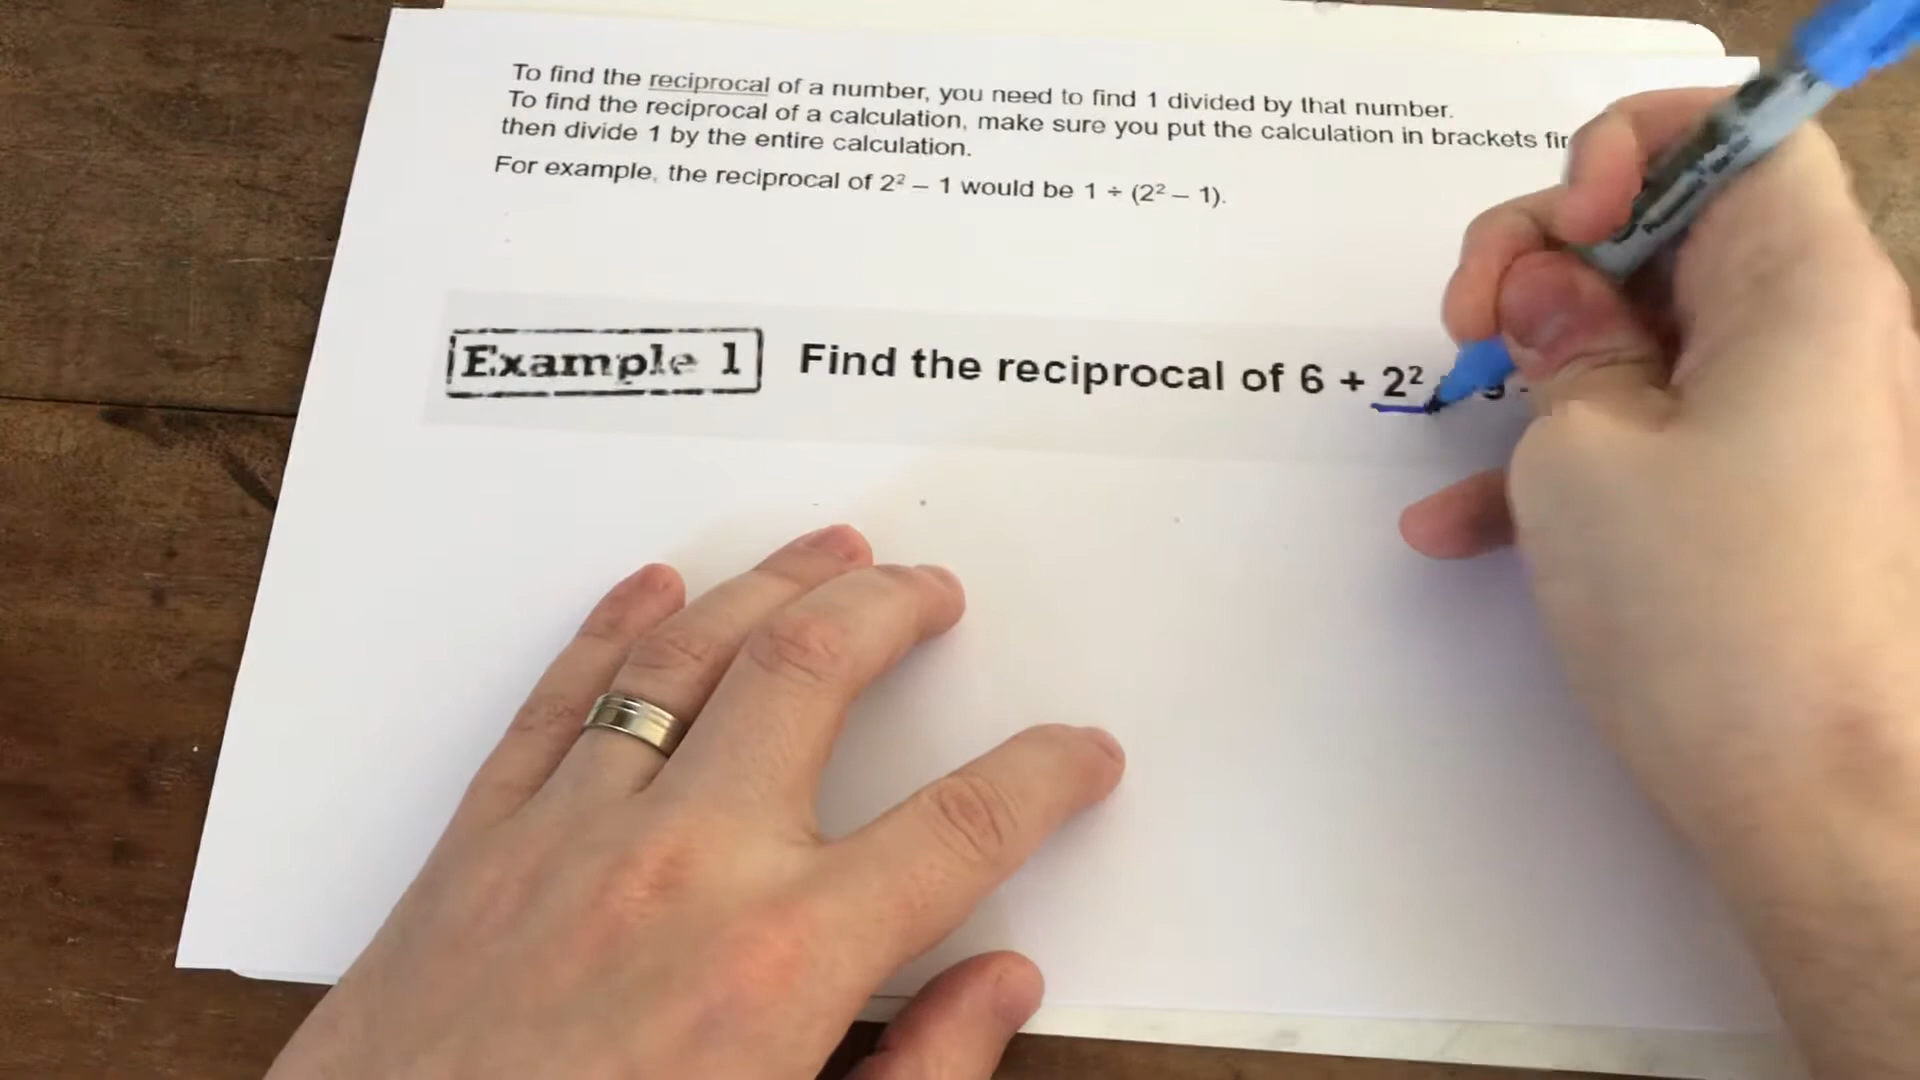 To find the reciprocal of a number, you need to find 1 divided by that number.
To find the reciprocal of a calculation, make sure you put the calculation in brackets
then divide 1 by the entire calculation.
For example, the reciprocal of 2² – 1 would be 1 ÷ (2² – 1).
Example 1 Find the reciprocal of 6 + 2²